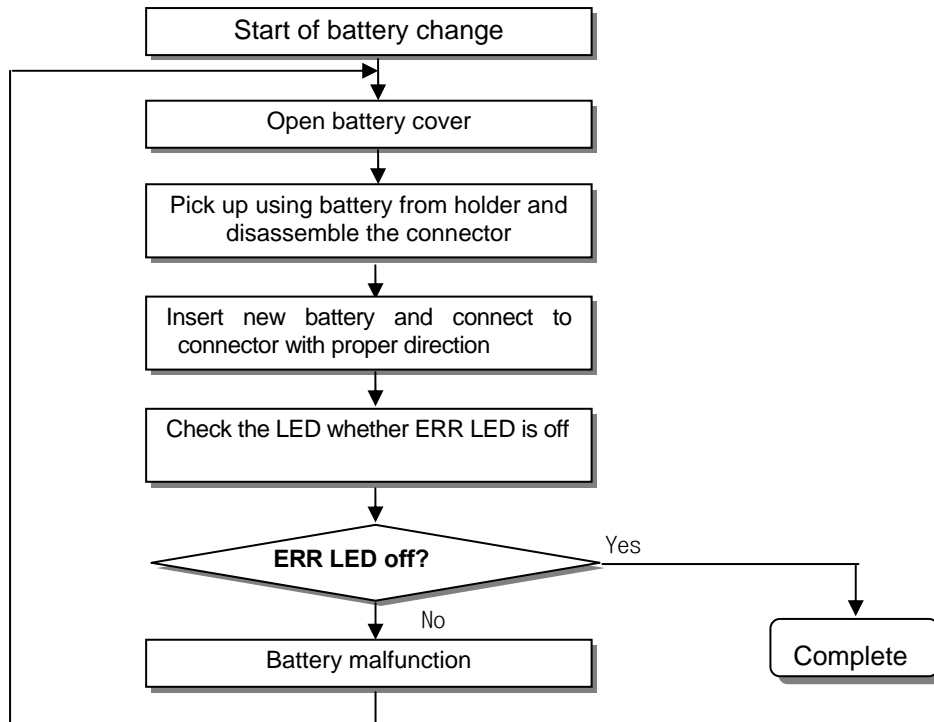 Start of battery change
Open battery cover
Pick up using battery from holder and
disassemble the connector
Insert new battery and connect to
connector with proper direction
Check the LED whether ERR LED is off
ERR LED off?
Yes
No
Battery malfunction
Complete